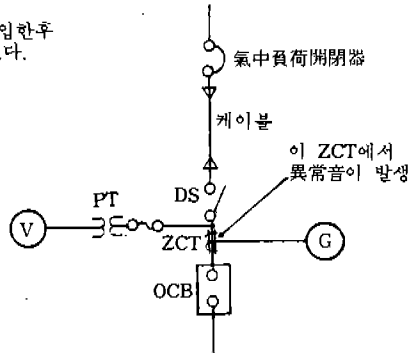 입한후
다.
氣中負荷開閉器
케이블
이 ZCT에서
異常音이 발생
DS
PT
V
ZCT
G
OCB